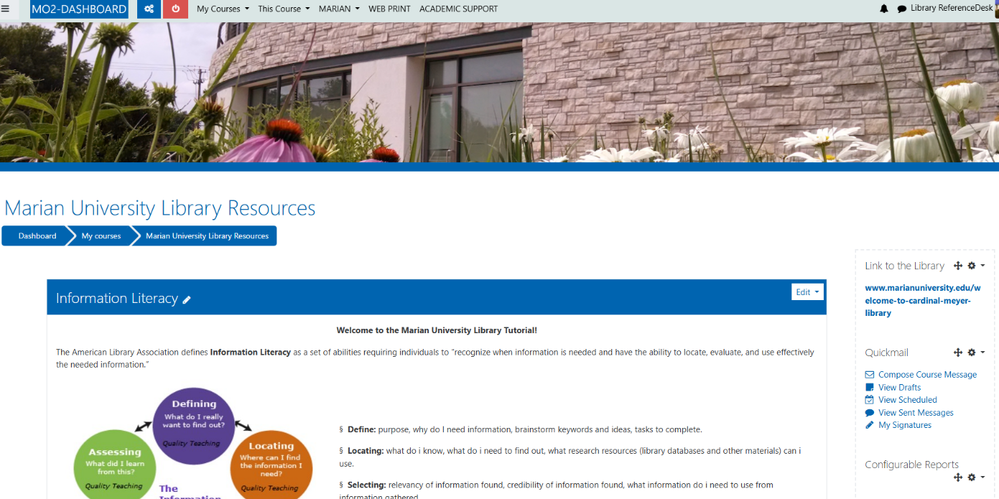 MO2-DASHBOARD
My Courses
This Course
MARIAN
WEB PRINT
ACADEMIC SUPPORT
Library ReferenceDesk
Marian University Library Resources
Dashboard
My courses
Marian University Library Resources
Information Literacy
Edit
Welcome to the Marian University Library Tutorial!
The American Library Association defines Information Literacy as a set of abilities requiring individuals to "recognize when information is needed and have the ability to locate, evaluate, and use effectively
the needed information.”
Defining
What do I really
want to find out?
Quality Teaching
Assessing
What did I learn
from this?
Quality Teaching
Locating
Where can I find
the information I
need?
Quality Teaching
The
Information
§ Define: purpose, why do I need information, brainstorm keywords and ideas, tasks to complete.
§ Locating: what do i know, what do i need to find out, what research resources (library databases and other materials) can i
use.
§ Selecting: relevancy of information found, credibility of information found, what information do i need to use from
information gathered.
Link to the Library
www.marianuniversity.edu/w
elcome-to-cardinal-meyer-
library
Quickmail
Compose Course Message
View Drafts
View Scheduled
View Sent Messages
My Signatures
Configurable Reports